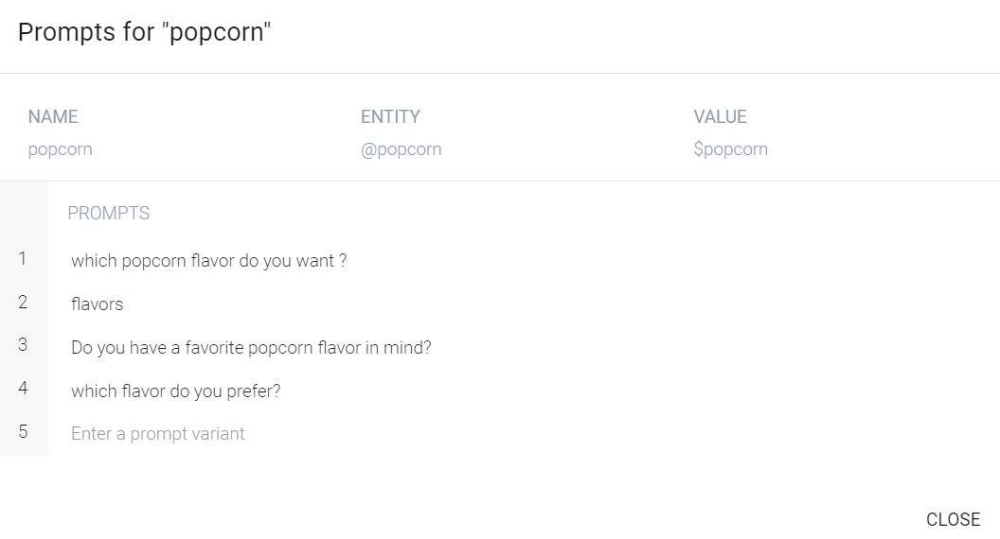 Prompts for "popcorn"
NAME ENTITY VALUE
popcorn @popcorn $popcorn
PROMPTS
1 which popcorn flavor do you want ?
2 flavors
3 Do you have a favorite popcorn flavor in mind?
4 which flavor do you prefer?
5 Enter a prompt variant
CLOSE